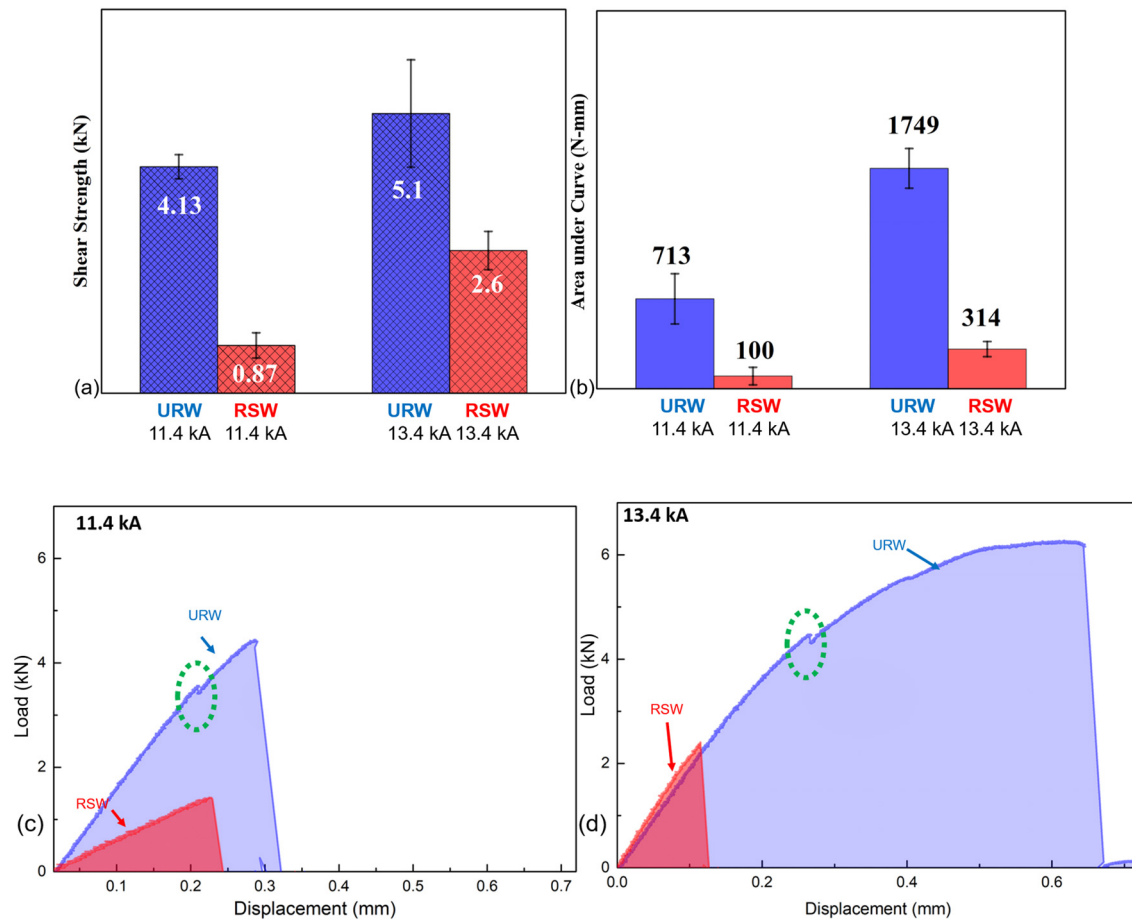 Shear Strength (kN)
4.13
0.87
5.1
2.6
(a)
URW RSW URW RSW
11.4 kA 11.4 kA 13.4 kA 13.4 kA
Area under Curve (N-mm)
713
100
1749
314
(b)
URW RSW URW RSW
11.4 kA 11.4 kA 13.4 kA 13.4 kA
11.4 kA
Load (kN)
6
4
2
0
URW
RSW
(c)
0.1 0.2 0.3 0.4 0.5 0.6 0.7
Displacement (mm)
13.4 kA
Load (kN)
6
4
2
0
URW
RSW
(d)
0.0 0.2 0.4 0.6
Displacement (mm)